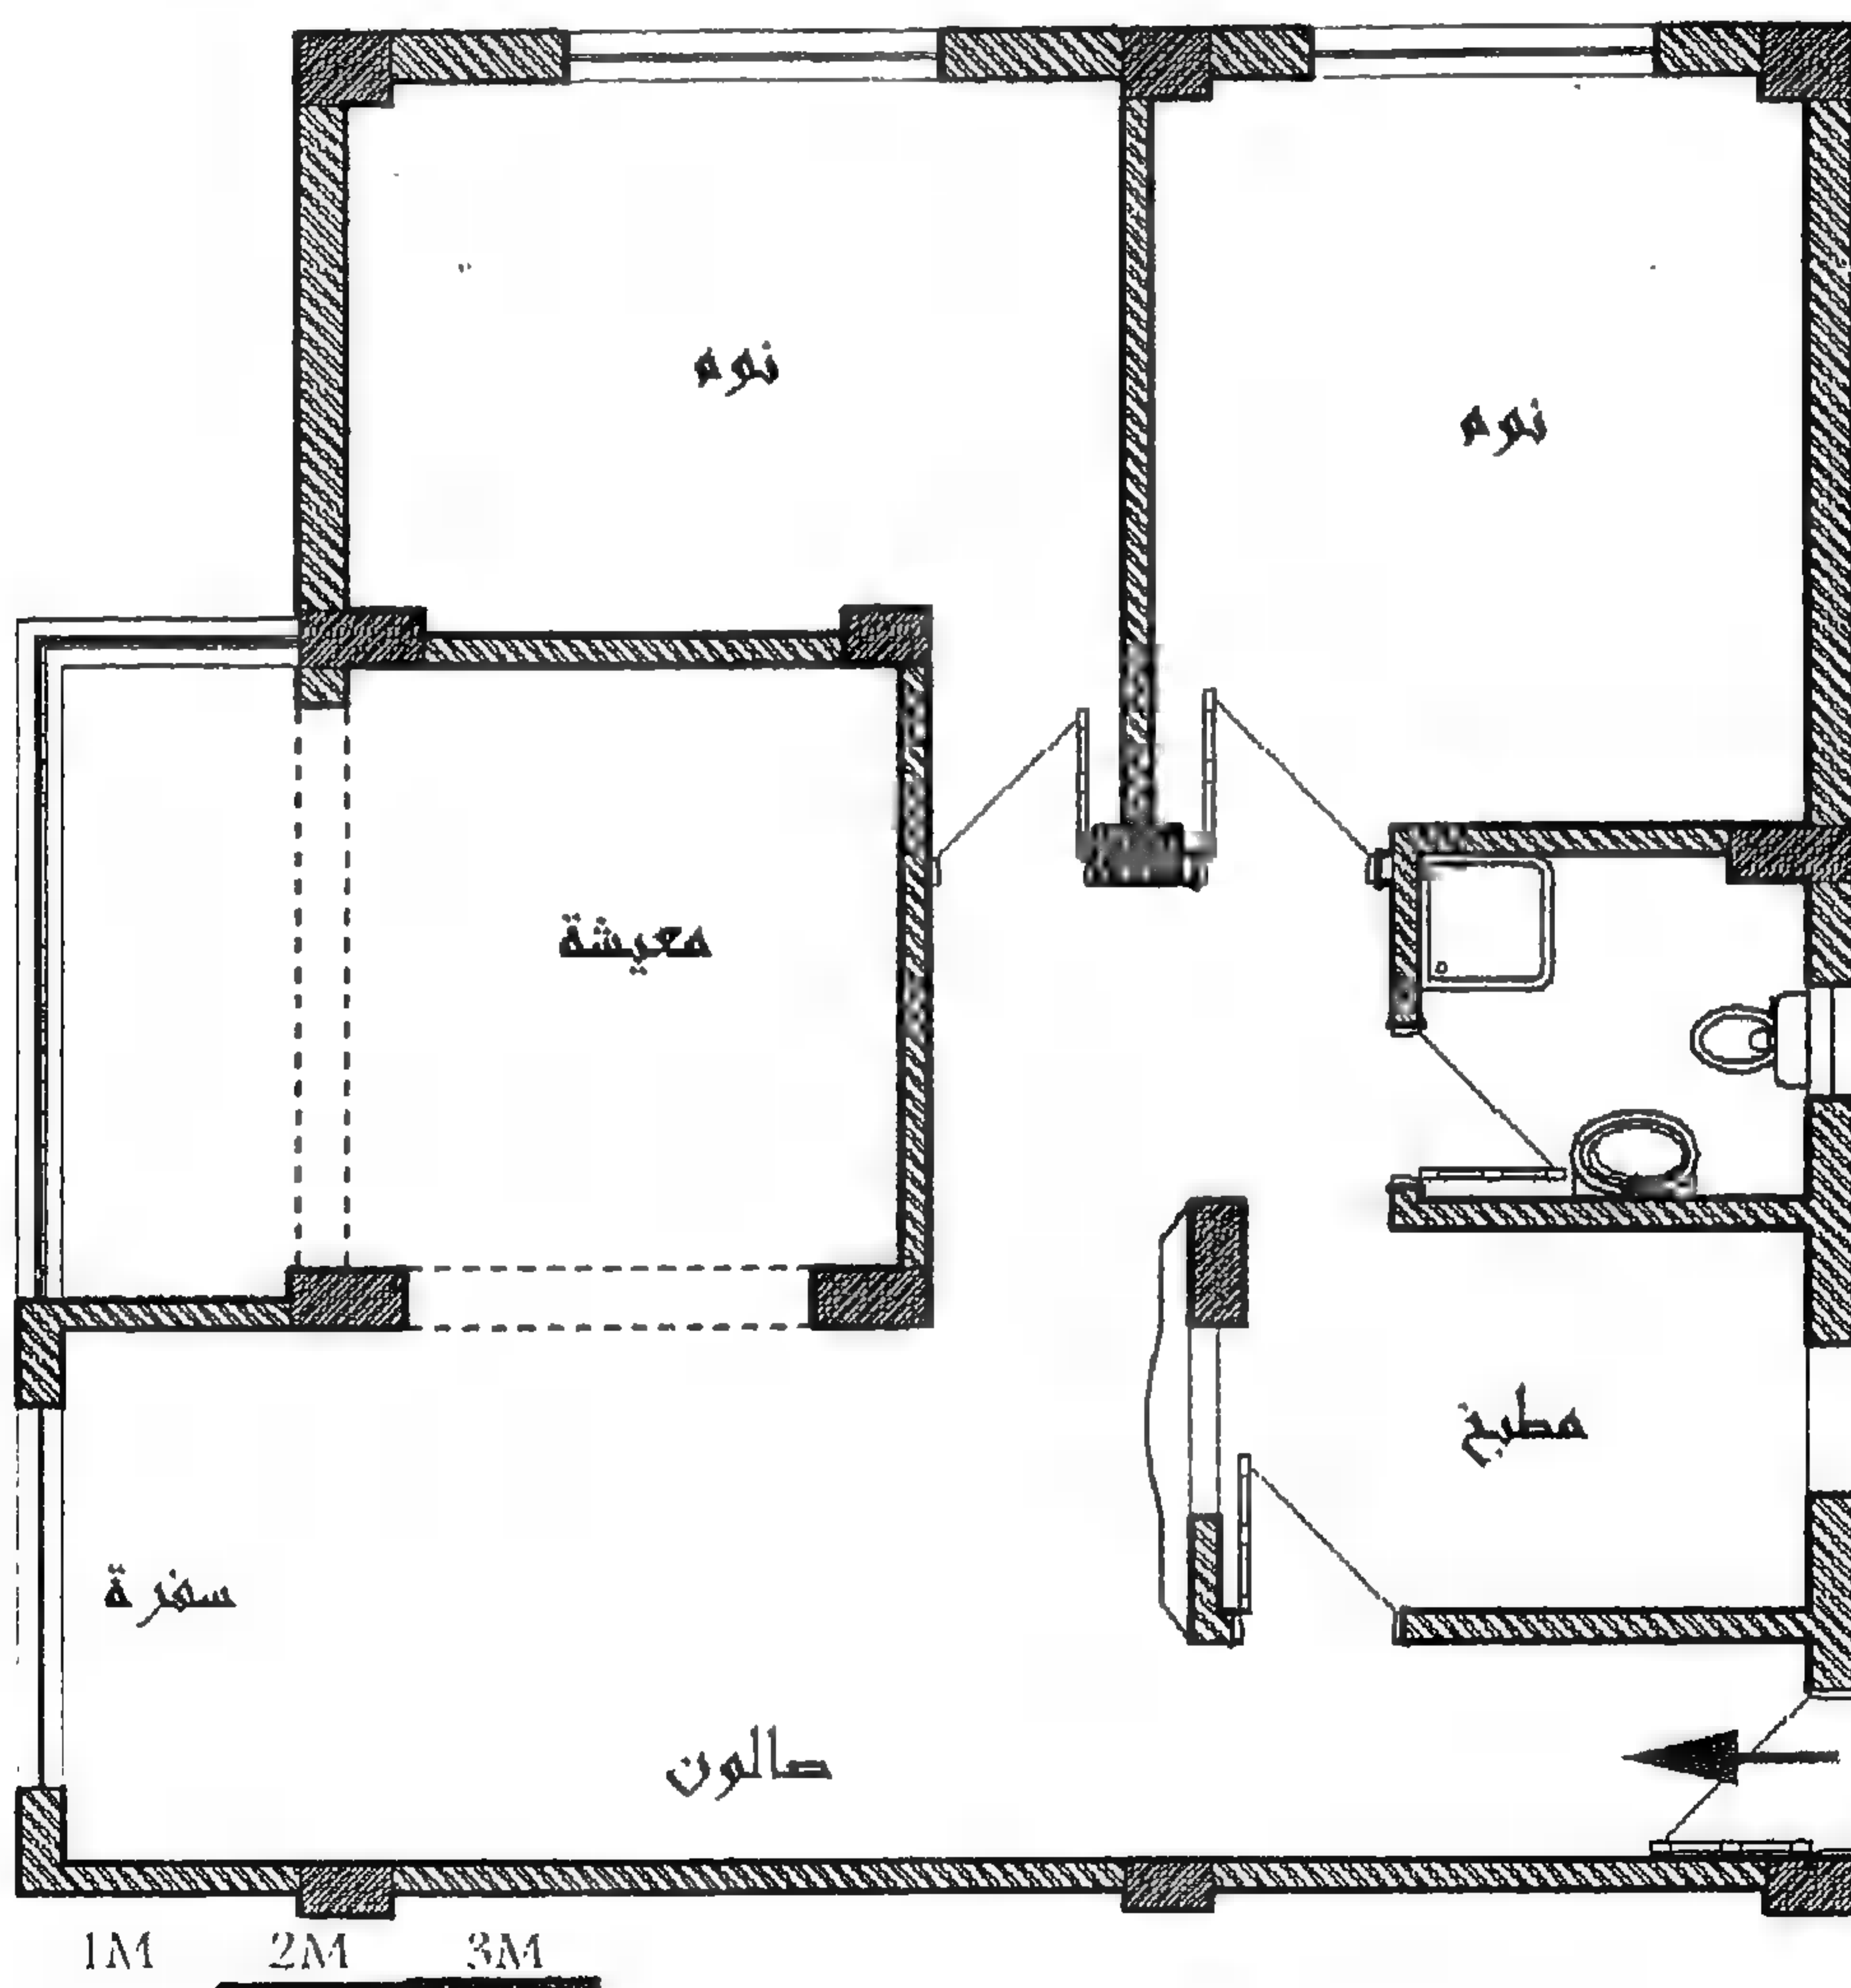 نوم
نوم
معيشة
مطبخ
سفرة
صالون
1M 2M 3M